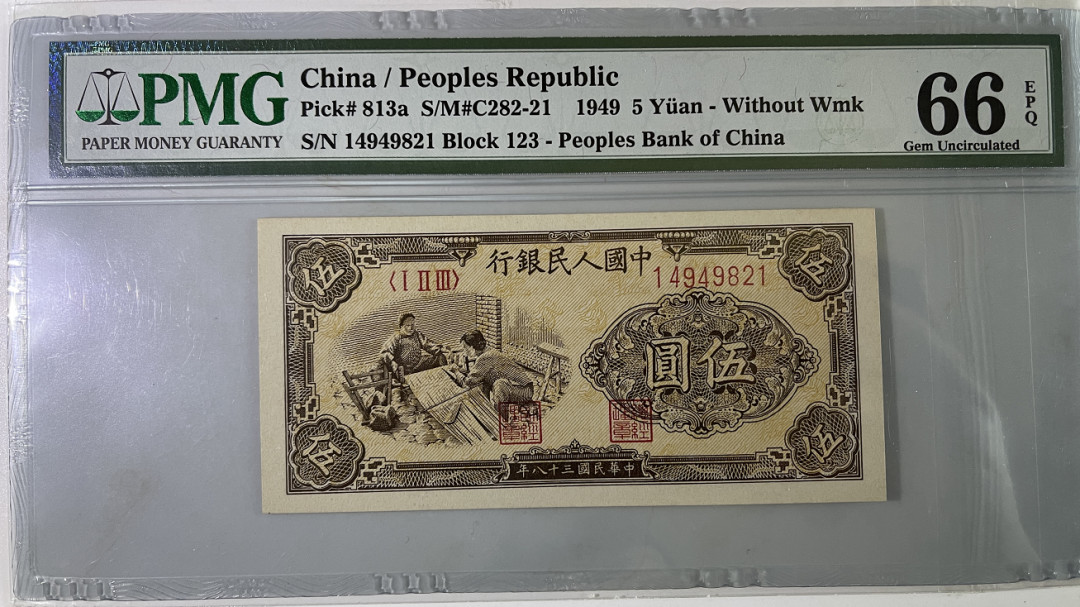 PMG
PAPER MONEY GUARANTY
China / Peoples Republic
Pick# 813a S/M#C282-21 1949 5 Yüan - Without Wmk
S/N 14949821 Block 123 - Peoples Bank of China
66
EPQ
Gem Uncirculated
行銀民人國中
〈I II III〉
14949821
伍
伍
圓伍
伍
伍
年八十三國民華中